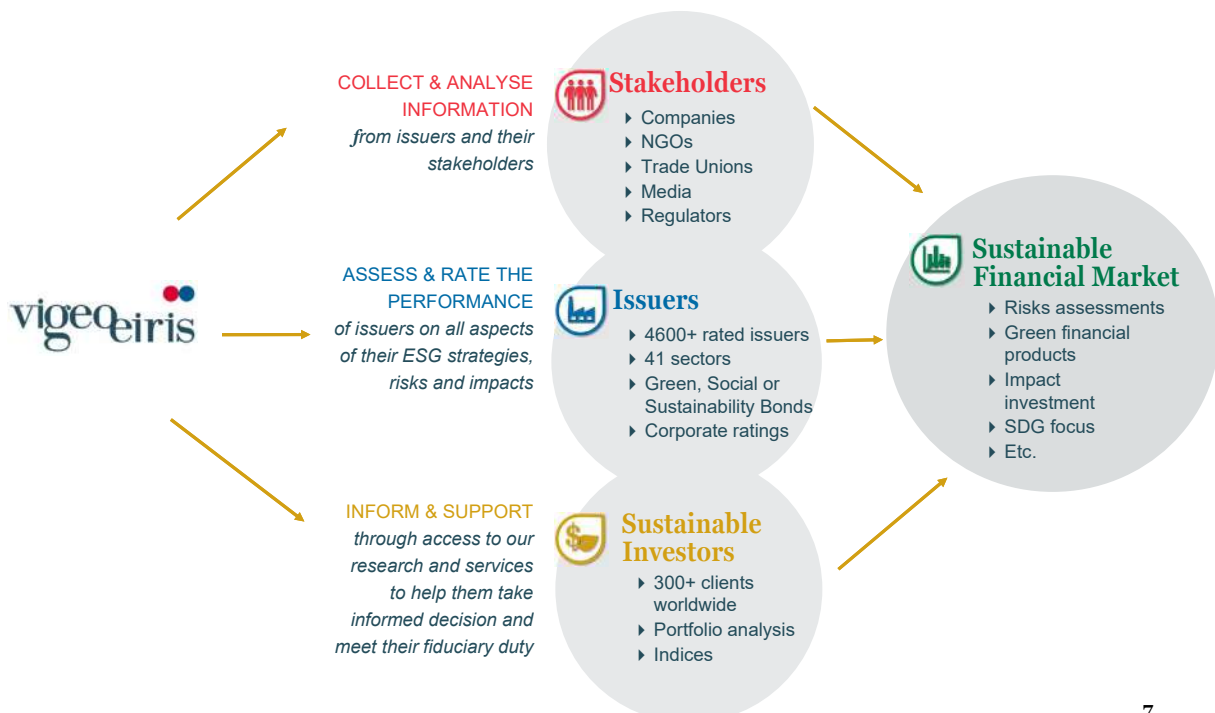 vigeoeiris
COLLECT & ANALYSE
INFORMATION
from issuers and their
stakeholders
Stakeholders
Companies
NGOs
Trade Unions
Media
Regulators
ASSESS & RATE THE
PERFORMANCE
of issuers on all aspects
of their ESG strategies,
risks and impacts
Issuers
4600+ rated issuers
41 sectors
Green, Social or
Sustainability Bonds
Corporate ratings
INFORM & SUPPORT
through access to our
research and services
to help them take
informed decision and
meet their fiduciary duty
Sustainable
Investors
300+ clients
worldwide
Portfolio analysis
Indices
Sustainable
Financial Market
Risks assessments
Green financial
products
Impact
investment
SDG focus
Etc.
7